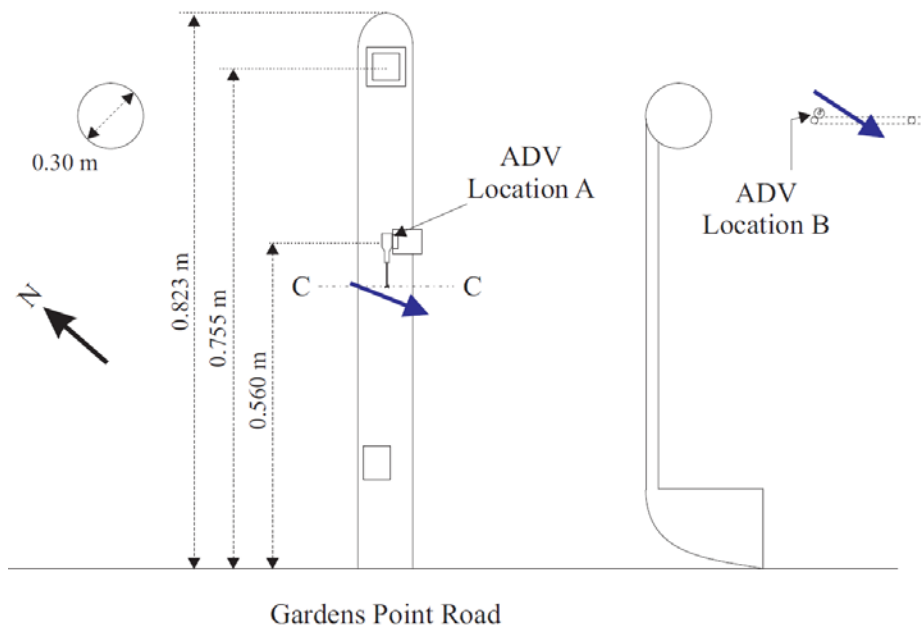 0.30 m
0.823 m
0.755 m
0.560 m
N
ADV
Location A
C
C
ADV
Location B
Gardens Point Road